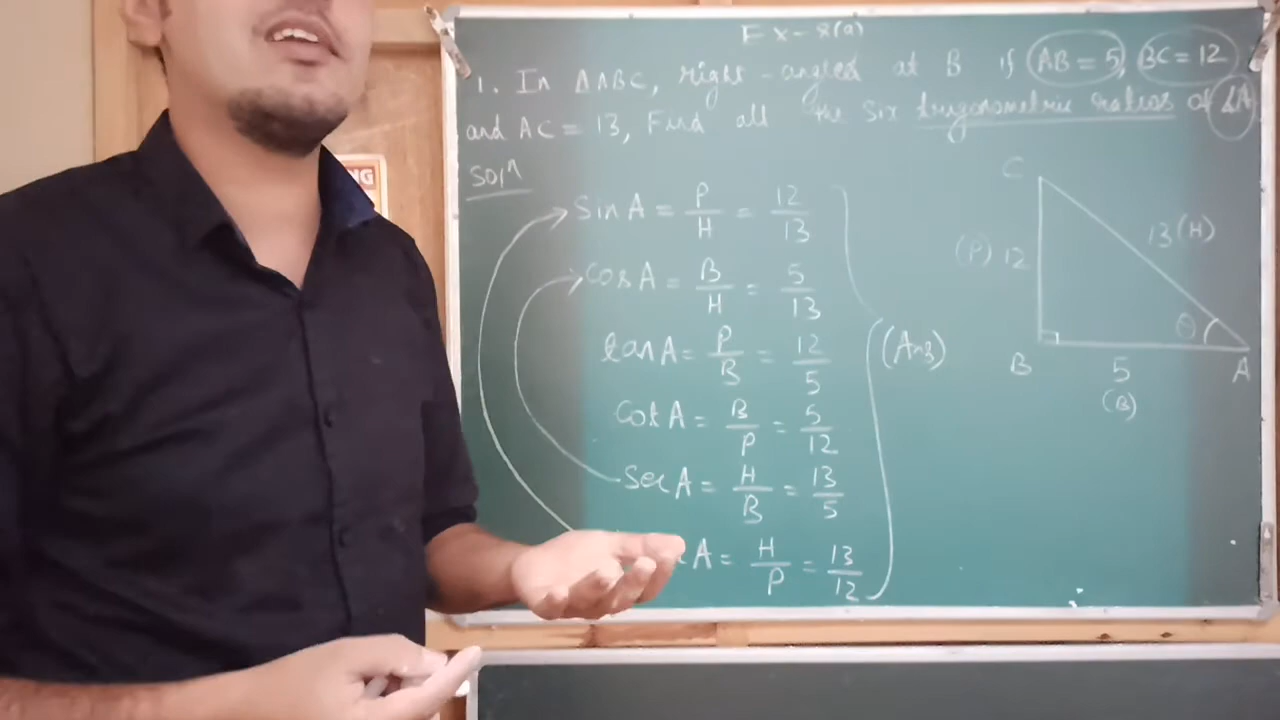 Ex-8(a)
1. In ΔABC, right-angled at B if AB = 5, BC = 12
and AC = 13, Find all the six trigonometric ratios of ∠A
Solⁿ
NG
Sin A = P/H = 12/13
Cos A = B/H = 5/13
tan A = P/B = 12/5
Cot A = B/P = 5/12
Sec A = H/B = 13/5
A = H/P = 13/12
(Ans)
C
(P) 12
13 (H)
θ
B
5
A
(B)